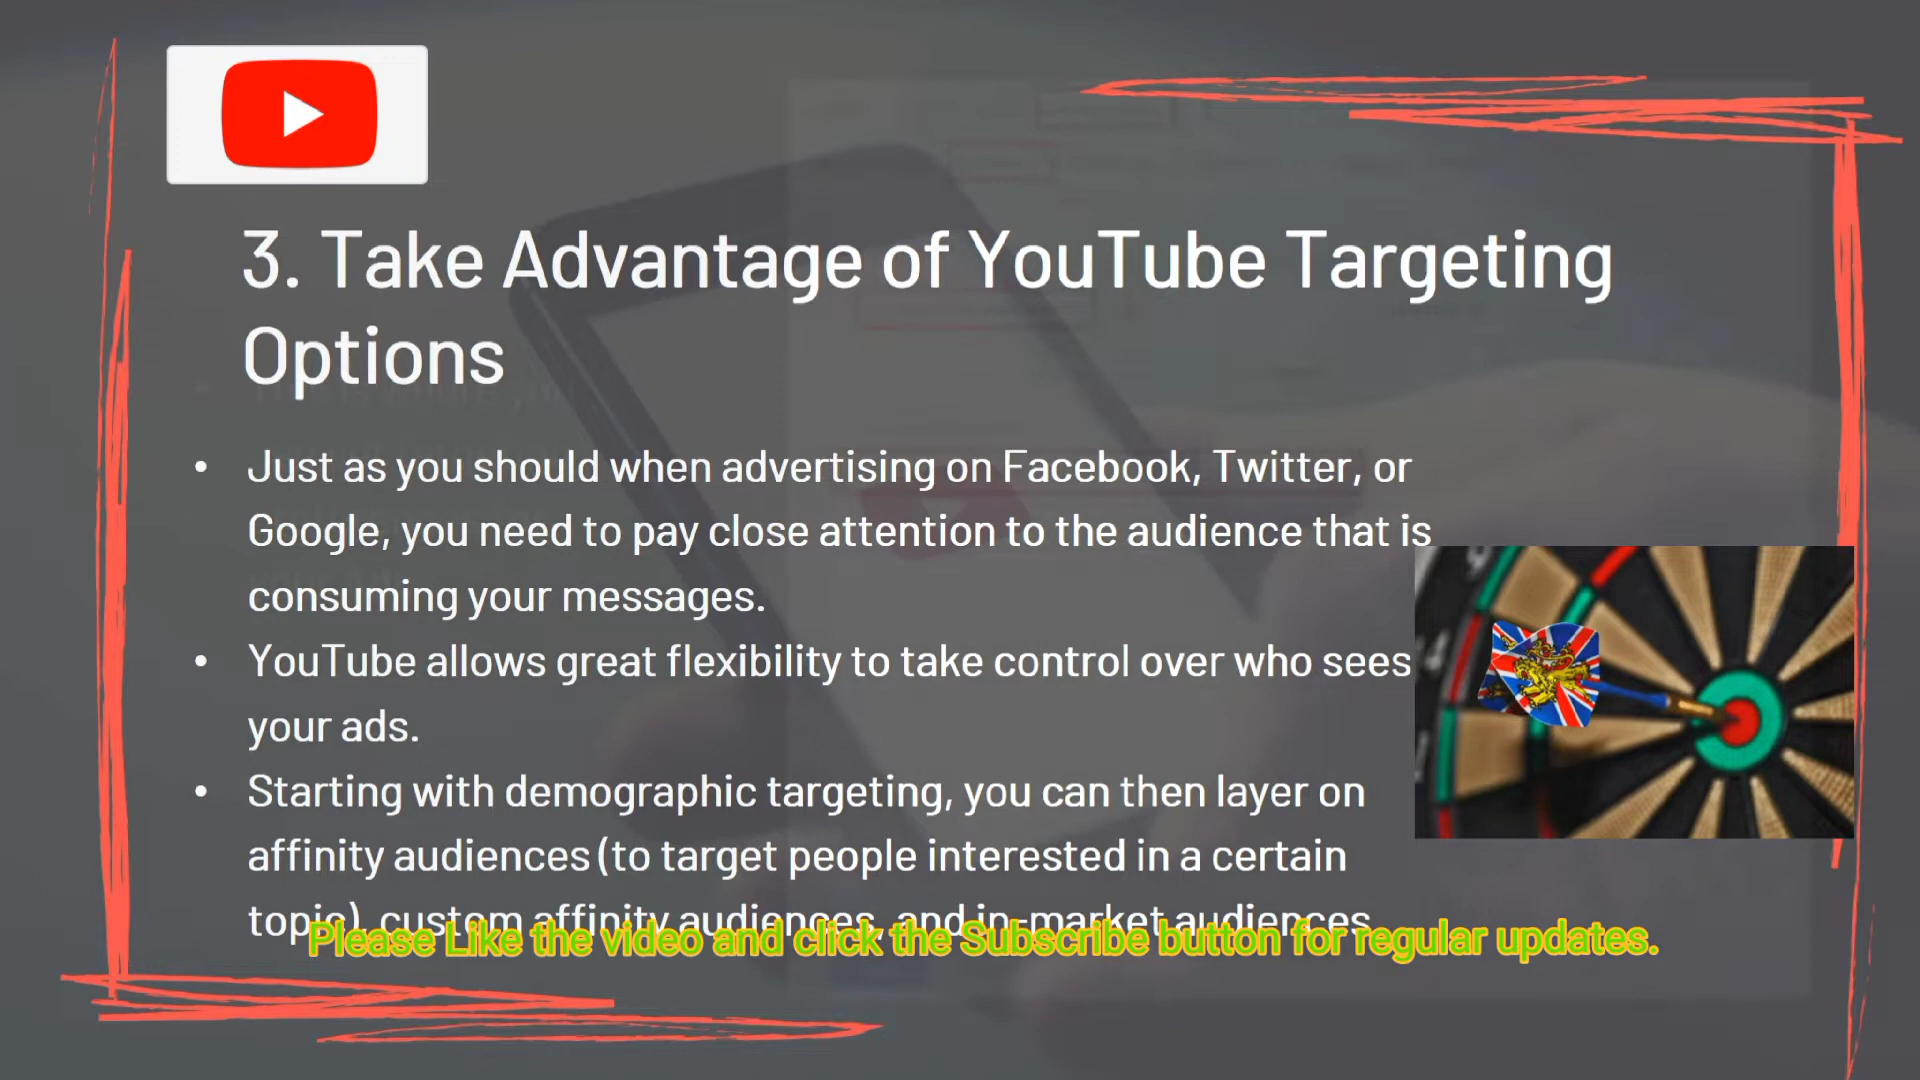 3. Take Advantage of YouTube Targeting
Options
• Just as you should when advertising on Facebook, Twitter, or
Google, you need to pay close attention to the audience that is
consuming your messages.
• YouTube allows great flexibility to take control over who sees
your ads.
• Starting with demographic targeting, you can then layer on
affinity audiences (to target people interested in a certain
topic), custom affinity audiences, and in-market audiences
Please Like the video and click the Subscribe button for regular updates.